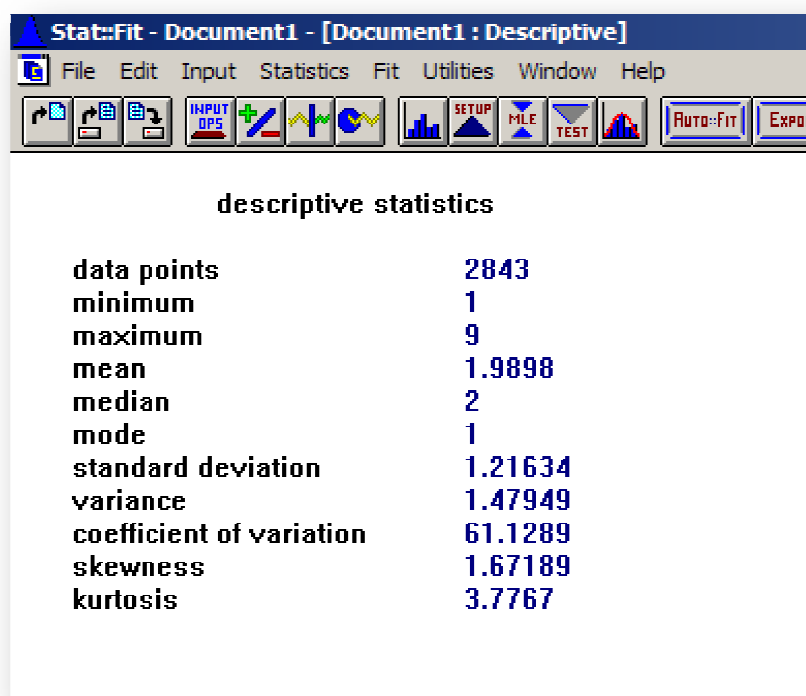 Stat::Fit - Document1 - [Document1 : Descriptive]
File Edit Input Statistics Fit Utilities Window Help
INPUT OPS SETUP MLE TEST AUTO::FIT EXPO
descriptive statistics
data points 2843
minimum 1
maximum 9
mean 1.9898
median 2
mode 1
standard deviation 1.21634
variance 1.47949
coefficient of variation 61.1289
skewness 1.67189
kurtosis 3.7767